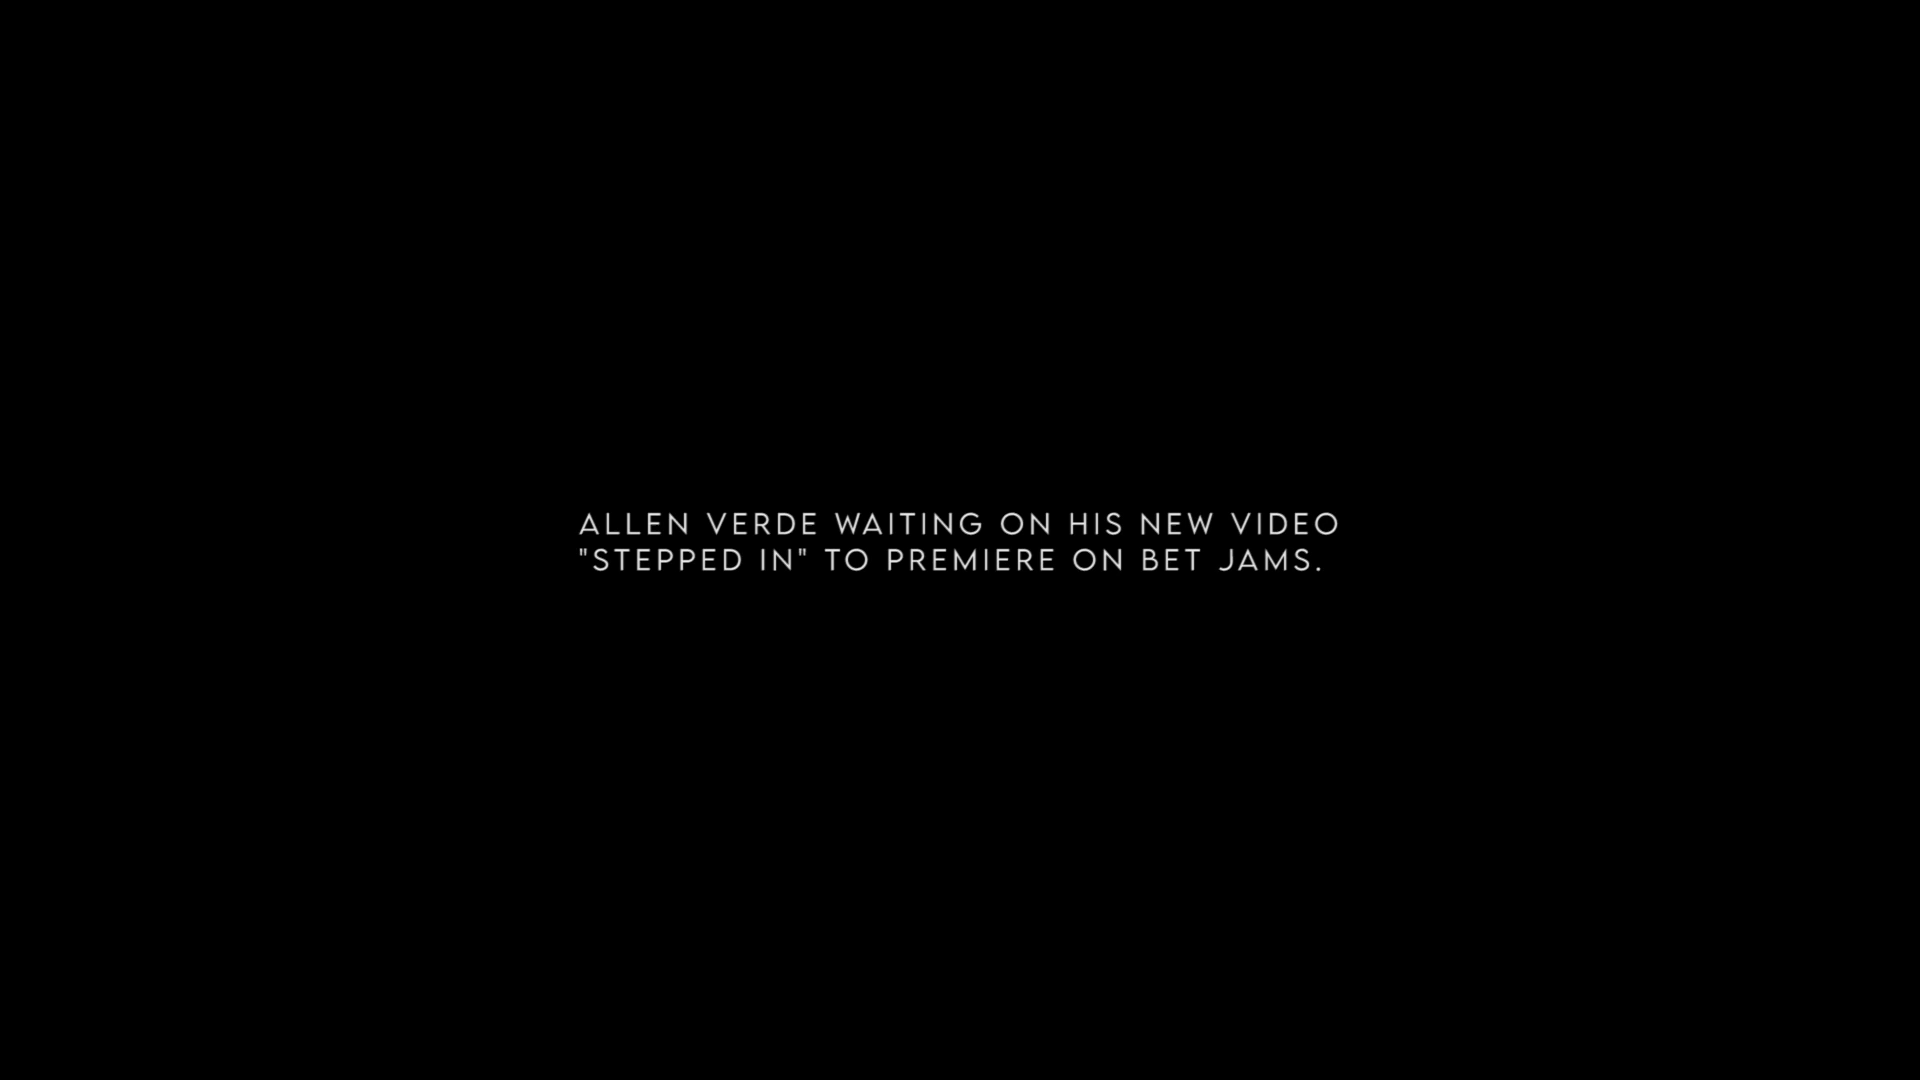 ALLEN VERDE WAITING ON HIS NEW VIDEO
"STEPPED IN" TO PREMIERE ON BET JAMS.